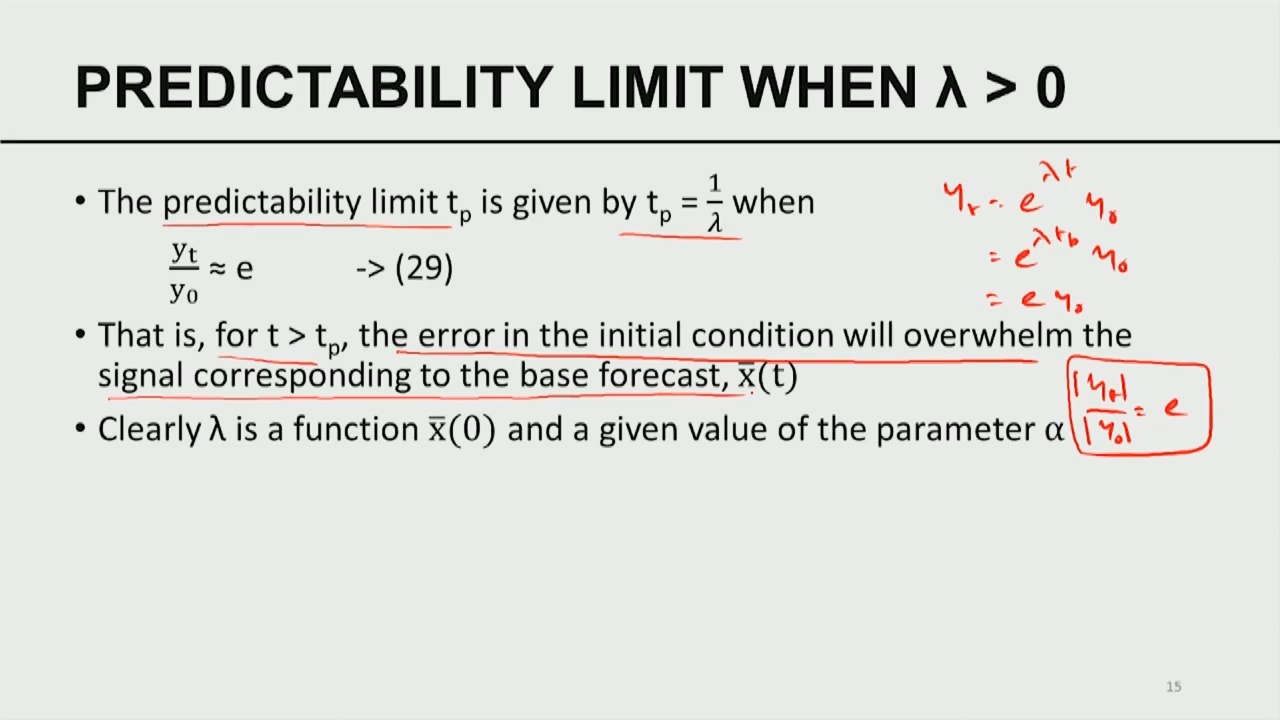 PREDICTABILITY LIMIT WHEN λ > 0
• The predictability limit tₚ is given by tₚ = 1/λ when
yₜ/y₀ ≈ e -> (29)
yₜ = e^λt y₀
= e^λtₚ y₀
= e y₀
• That is, for t > tₚ, the error in the initial condition will overwhelm the
signal corresponding to the base forecast, x̅(t)
|yₜ|/|y₀| = e
• Clearly λ is a function x̅(0) and a given value of the parameter α
15